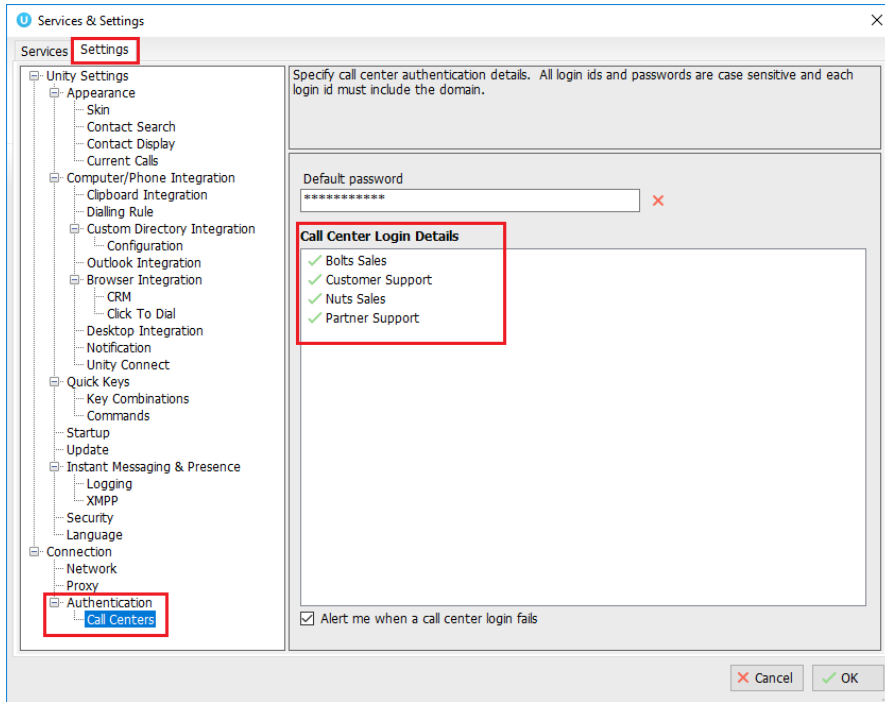 Services & Settings
Services
Settings
Unity Settings
Appearance
Skin
Contact Search
Contact Display
Current Calls
Computer/Phone Integration
Clipboard Integration
Dialling Rule
Custom Directory Integration
Configuration
Outlook Integration
Browser Integration
CRM
Click To Dial
Desktop Integration
Notification
Unity Connect
Quick Keys
Key Combinations
Commands
Startup
Update
Instant Messaging & Presence
Logging
XMPP
Security
Language
Connection
Network
Proxy
Authentication
Call Centers
Specify call center authentication details.  All login ids and passwords are case sensitive and each
login id must include the domain.
Default password
***********
Call Center Login Details
Bolts Sales
Customer Support
Nuts Sales
Partner Support
Alert me when a call center login fails
Cancel
OK